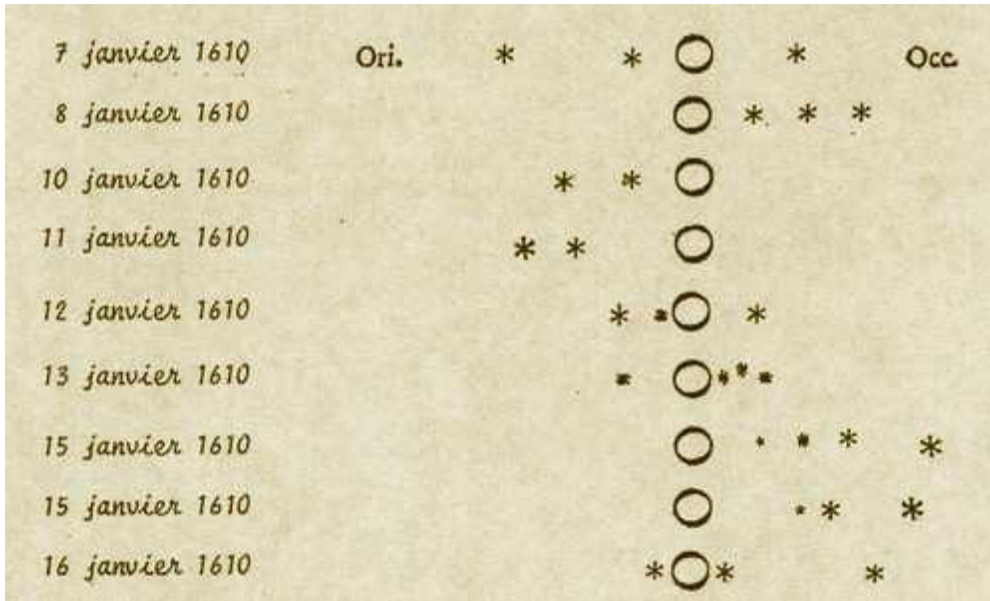 7 janvier 1610 Ori. * * O * Occ.
8 janvier 1610 O * * *
10 janvier 1610 * * O
11 janvier 1610 * * O
12 janvier 1610 * * O *
13 janvier 1610 * O * * *
15 janvier 1610 O * * * *
15 janvier 1610 O * * *
16 janvier 1610 * O * *